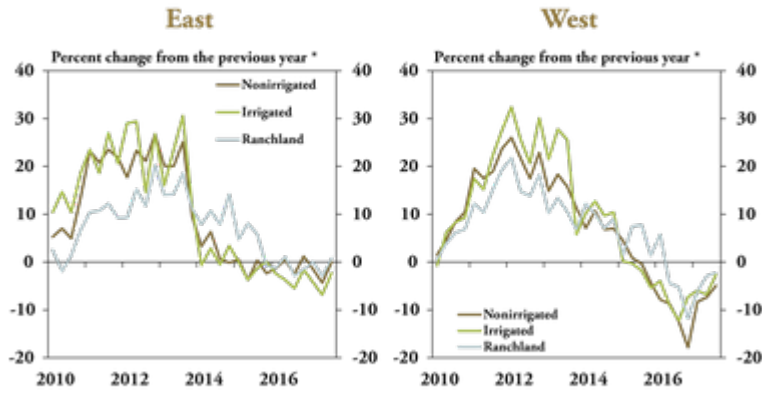 East
West
Percent change from the previous year *
Percent change from the previous year *
40 40 40 40
Nonirrigated
30 30 30 30
Irrigated
Ranchland
20 20 20 20
10 10 10 10
0 0 0 0
-10 -10 -10 -10
Nonirrigated
Irrigated
Ranchland
-20 -20 -20 -20
2010 2012 2014 2016 2010 2012 2014 2016